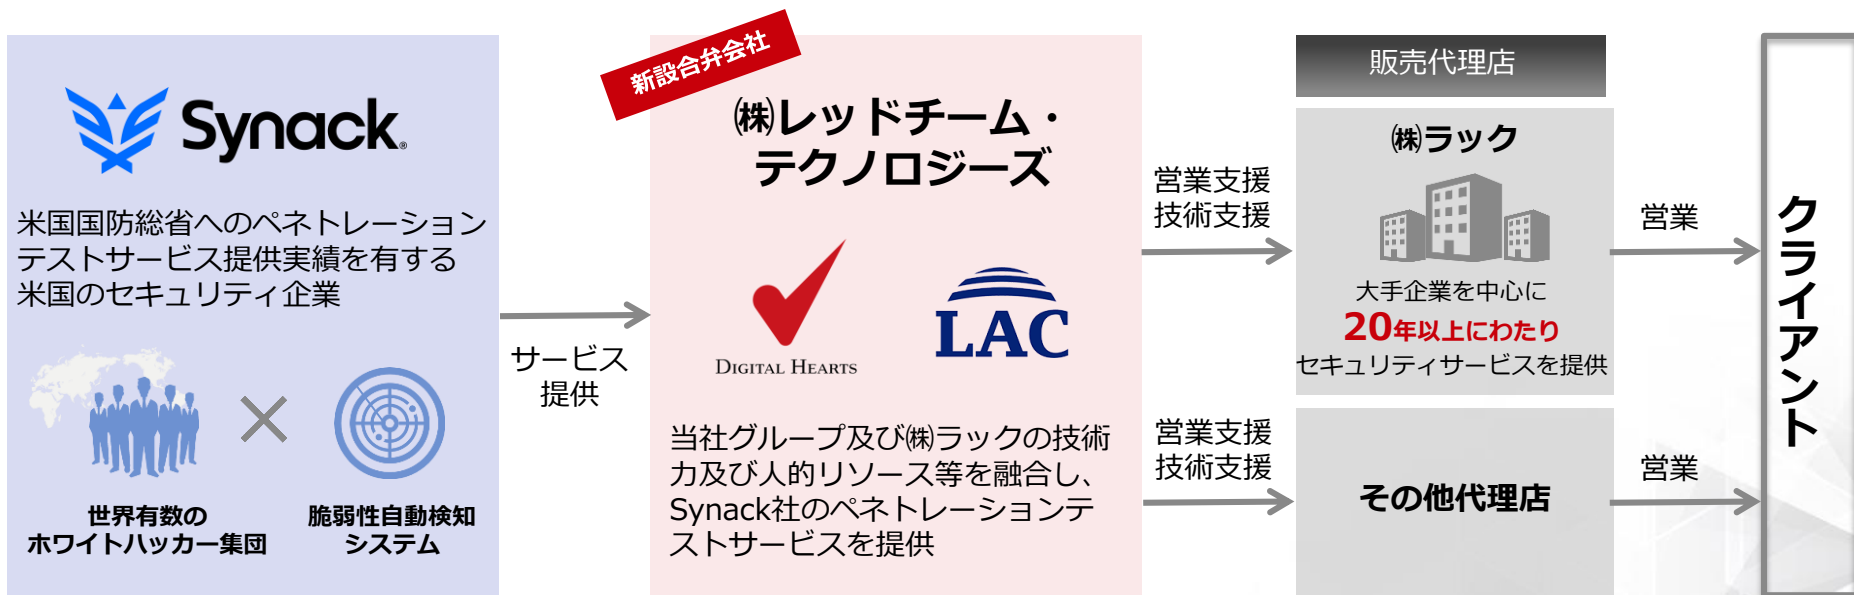 Synack®
米国国防総省へのペネトレーション
テストサービス提供実績を有する
米国のセキュリティ企業
世界有数の
ホワイトハッカー集団
×
脆弱性自動検知
システム
サービス
提供
新設合弁会社
㈱レッドチーム・
テクノロジーズ
DIGITAL HEARTS
LAC
当社グループ及び㈱ラックの技術
力及び人的リソース等を融合し、
Synack社のペネトレーションテ
ストサービスを提供
営業支援
技術支援
営業支援
技術支援
販売代理店
㈱ラック
大手企業を中心に
20年以上にわたり
セキュリティサービスを提供
その他代理店
営業
営業
クライアント